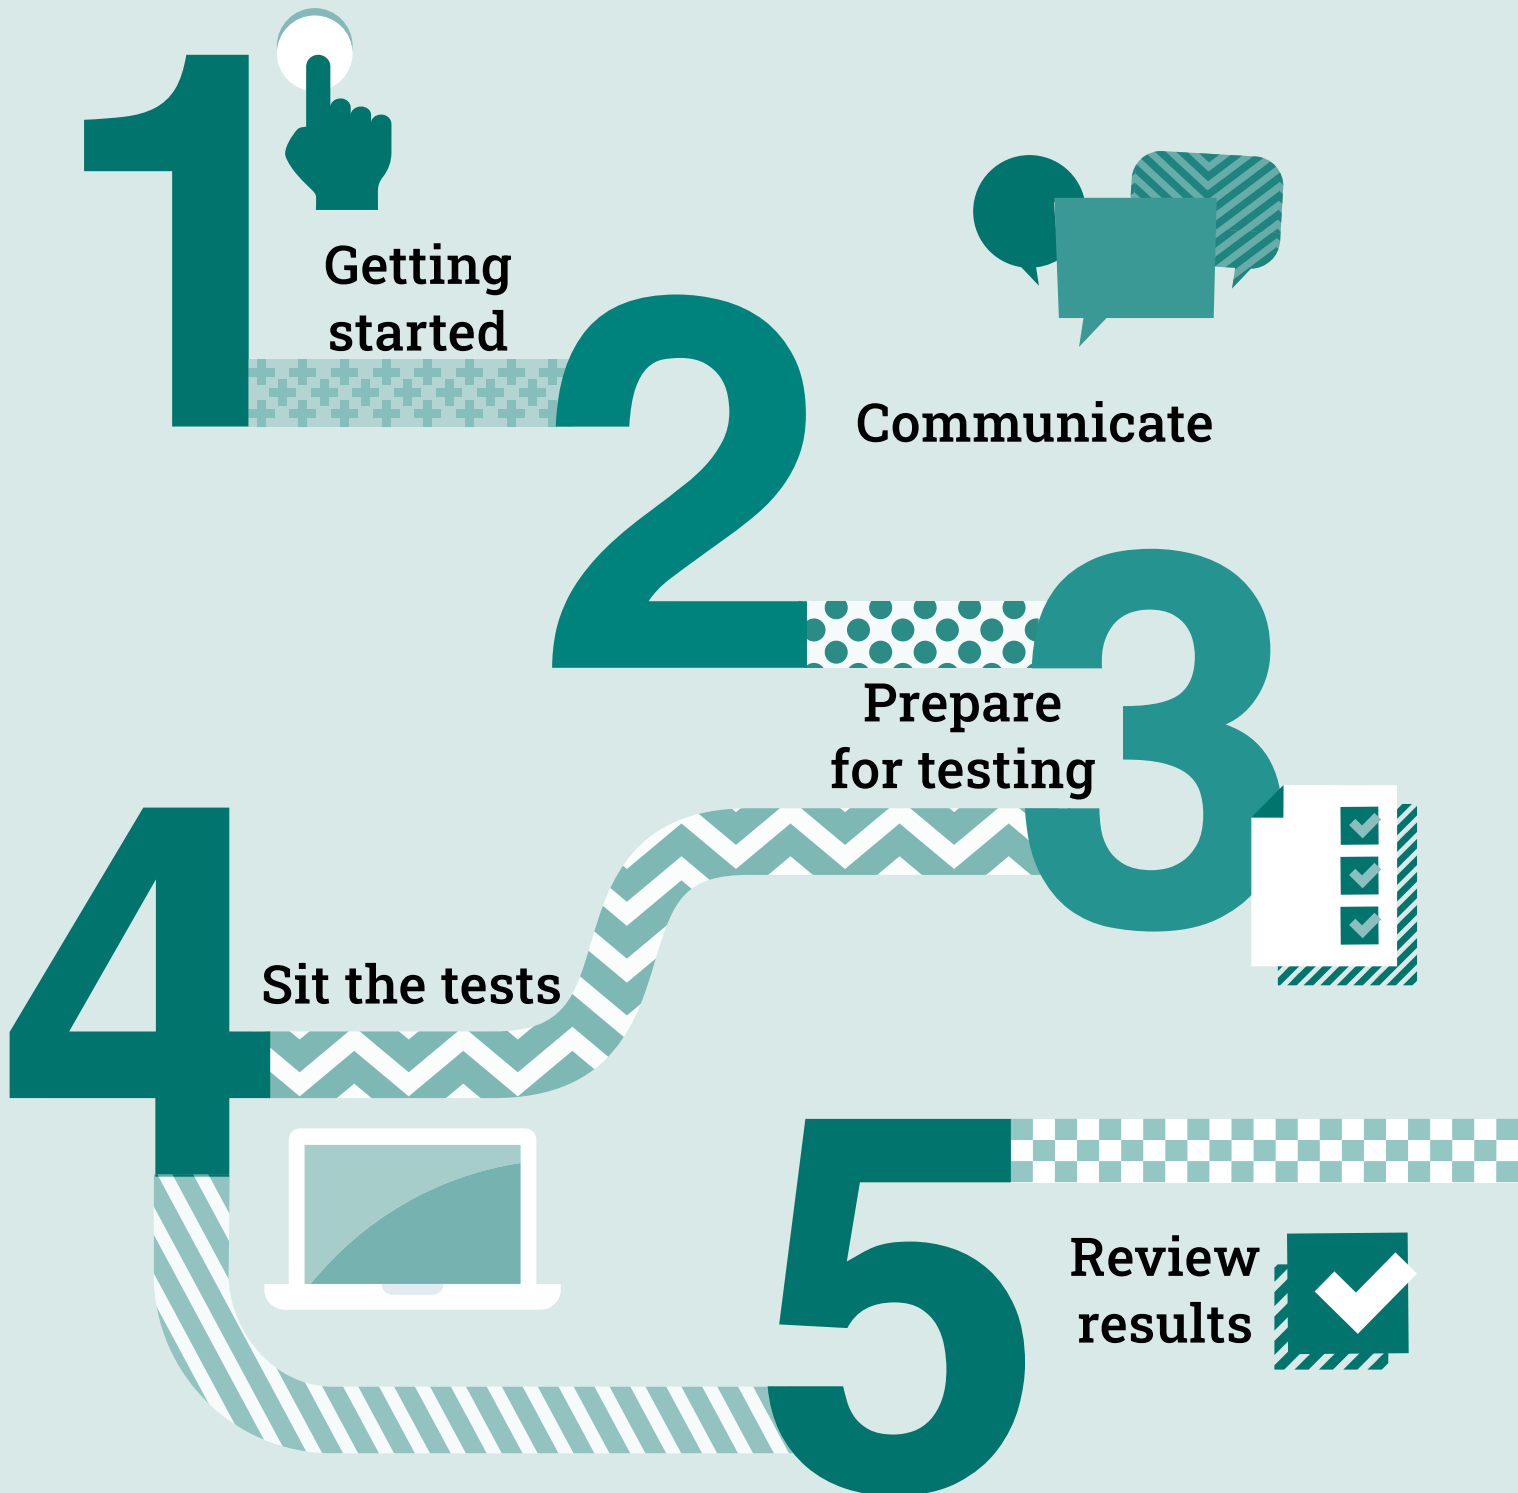 1
Getting
started
2
Communicate
3
Prepare
for testing
4
Sit the tests
5
Review
results